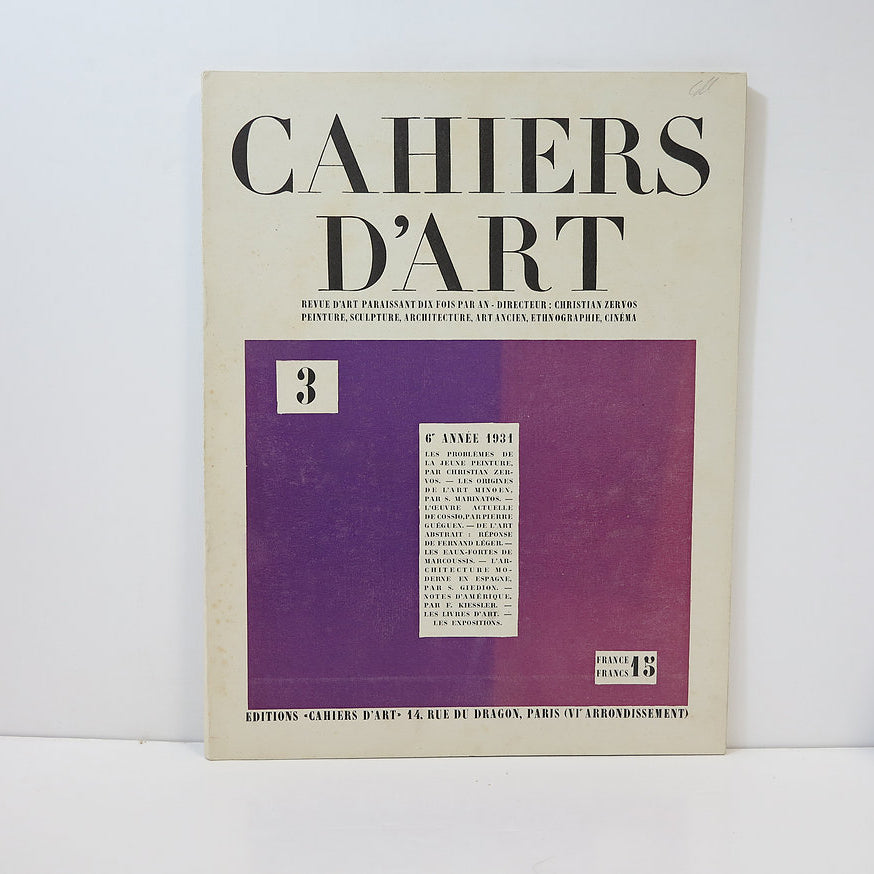 CAHIERS
D'ART
REVUE D'ART PARAISSANT DIX FOIS PAR AN - DIRECTEUR : CHRISTIAN ZERVOS
PEINTURE, SCULPTURE, ARCHITECTURE, ART ANCIEN, ETHNOGRAPHIE, CINÉMA
3
6e ANNÉE 1931
LES PROBLÈMES DE
LA JEUNE PEINTURE,
PAR CHRISTIAN ZER-
VOS. — LES ORIGINES
DE L'ART MINOEN,
PAR S. MARINATOS. —
L'ŒUVRE ACTUELLE
DE COSSIO, PAR PIERRE
GUÉGUEN. — DE L'ART
ABSTRAIT : RÉPONSE
DE FERNAND LÉGER. —
LES EAUX-FORTES DE
MARCOUSSIS. — L'AR-
CHITECTURE MO-
DERNE EN ESPAGNE,
PAR S. GIEDION. —
NOTES D'AMÉRIQUE,
PAR F. KIESSLER. —
LES LIVRES D'ART. —
LES EXPOSITIONS.
FRANCE
FRANCS 15
EDITIONS «CAHIERS D'ART» 14, RUE DU DRAGON, PARIS (VIe ARRONDISSEMENT)